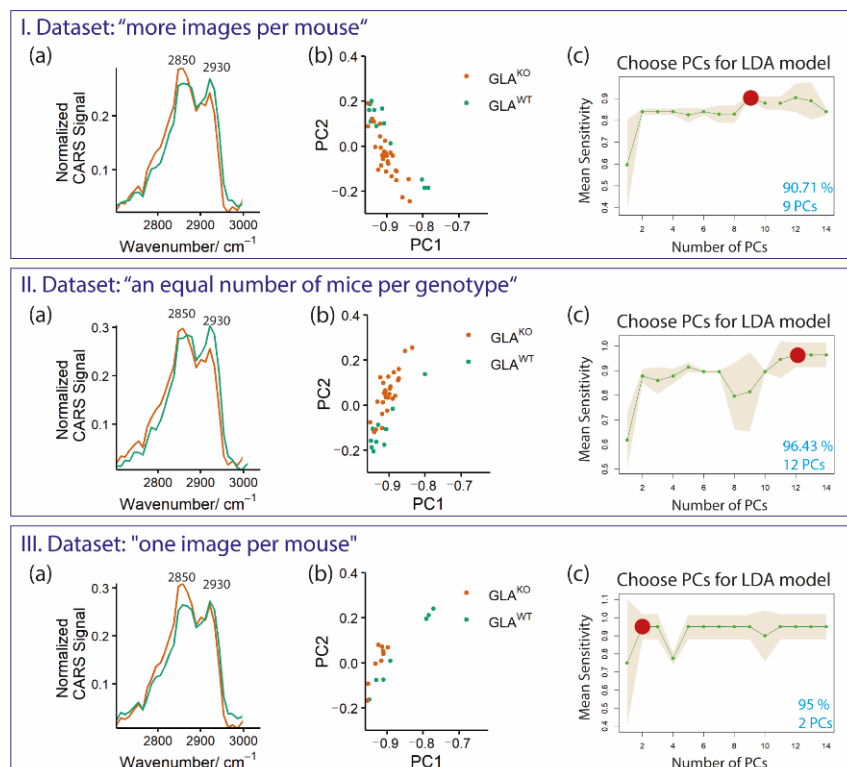 I. Dataset: “more images per mouse“
(a)
2850
2930
Normalized
CARS Signal
0.2
0.1
2800 2900 3000
Wavenumber/ cm⁻¹
(b)
GLAᴷᴼ
GLAᵂᵀ
PC2
0.4
0.2
0.0
−0.2
−0.9 −0.8 −0.7
PC1
(c)
Choose PCs for LDA model
Mean Sensitivity
0.9
0.8
0.7
0.6
0.5
90.71 %
9 PCs
2 4 6 8 10 12 14
Number of PCs
II. Dataset: “an equal number of mice per genotype“
(a)
2850
2930
Normalized
CARS Signal
0.3
0.2
0.1
2800 2900 3000
Wavenumber/ cm⁻¹
(b)
GLAᴷᴼ
GLAᵂᵀ
PC2
0.4
0.2
0.0
−0.2
−0.9 −0.8 −0.7
PC1
(c)
Choose PCs for LDA model
Mean Sensitivity
1.0
0.9
0.8
0.7
0.6
0.5
96.43 %
12 PCs
2 4 6 8 10 12 14
Number of PCs
III. Dataset: "one image per mouse"
(a)
2850
2930
Normalized
CARS Signal
0.3
0.2
0.1
2800 2900 3000
Wavenumber/ cm⁻¹
(b)
GLAᴷᴼ
GLAᵂᵀ
PC2
0.4
0.2
0.0
−0.2
−0.9 −0.8 −0.7
PC1
(c)
Choose PCs for LDA model
Mean Sensitivity
1.1
1.0
0.9
0.8
0.7
0.6
0.5
0.4
95 %
2 PCs
2 4 6 8 10 12 14
Number of PCs